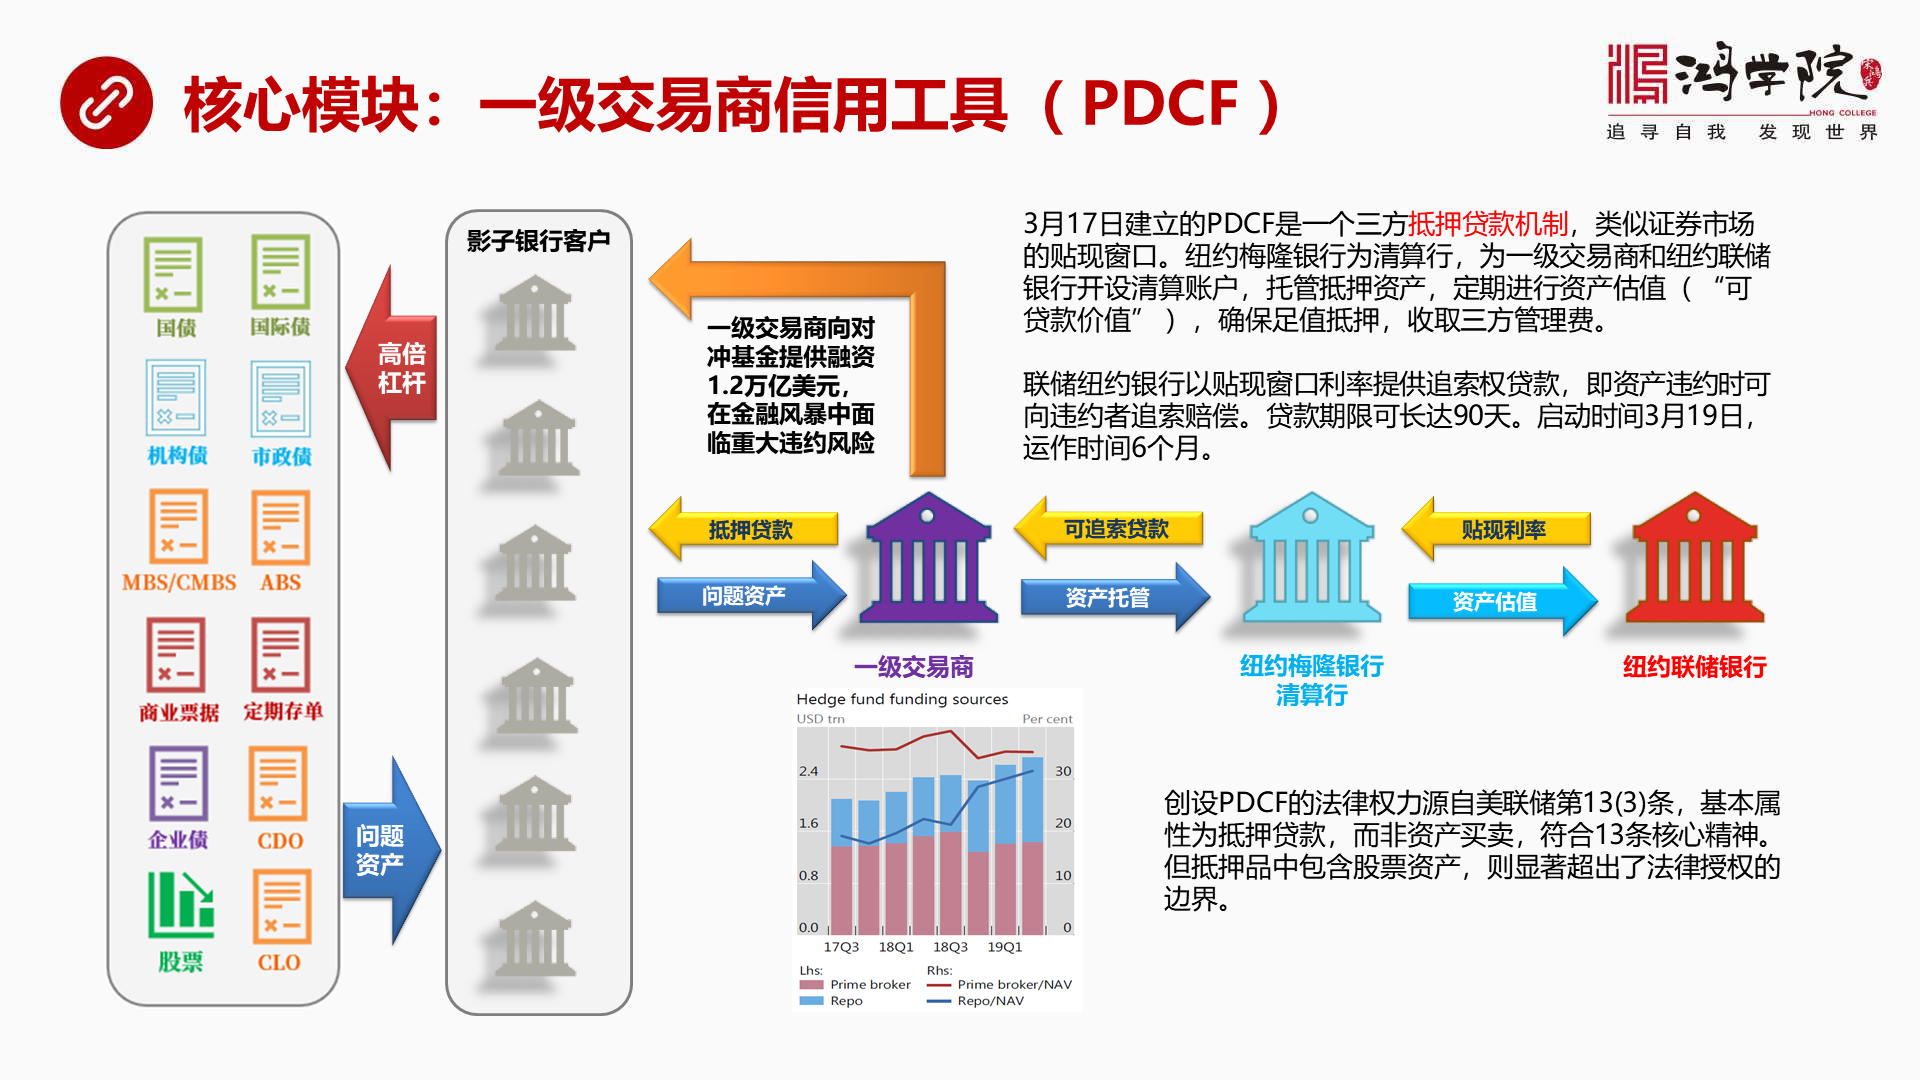 核心模块：一级交易商信用工具（PDCF）
鸿学院
HONG COLLEGE
追寻自我 发现世界
国债
国际债
机构债
市政债
MBS/CMBS
ABS
商业票据
定期存单
企业债
CDO
股票
CLO
高倍
杠杆
问题
资产
影子银行客户
一级交易商向对
冲基金提供融资
1.2万亿美元，
在金融风暴中面
临重大违约风险
3月17日建立的PDCF是一个三方抵押贷款机制，类似证券市场
的贴现窗口。纽约梅隆银行为清算行，为一级交易商和纽约联储
银行开设清算账户，托管抵押资产，定期进行资产估值（“可
贷款价值”），确保足值抵押，收取三方管理费。
联储纽约银行以贴现窗口利率提供追索权贷款，即资产违约时可
向违约者追索赔偿。贷款期限可长达90天。启动时间3月19日，
运作时间6个月。
抵押贷款
可追索贷款
贴现利率
问题资产
资产托管
资产估值
一级交易商
纽约梅隆银行
清算行
纽约联储银行
Hedge fund funding sources
USD trn
Per cent
2.4
30
1.6
20
0.8
10
0.0
0
17Q3 18Q1 18Q3 19Q1
Lhs:
Rhs:
Prime broker
Prime broker/NAV
Repo
Repo/NAV
创设PDCF的法律权力源自美联储第13(3)条，基本属
性为抵押贷款，而非资产买卖，符合13条核心精神。
但抵押品中包含股票资产，则显著超出了法律授权的
边界。